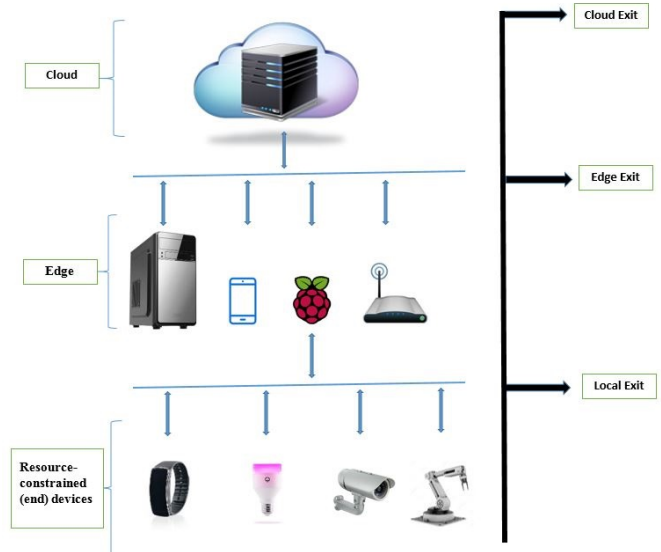 Cloud Exit
Cloud
Edge Exit
Edge
Local Exit
Resource-
constrained
(end) devices